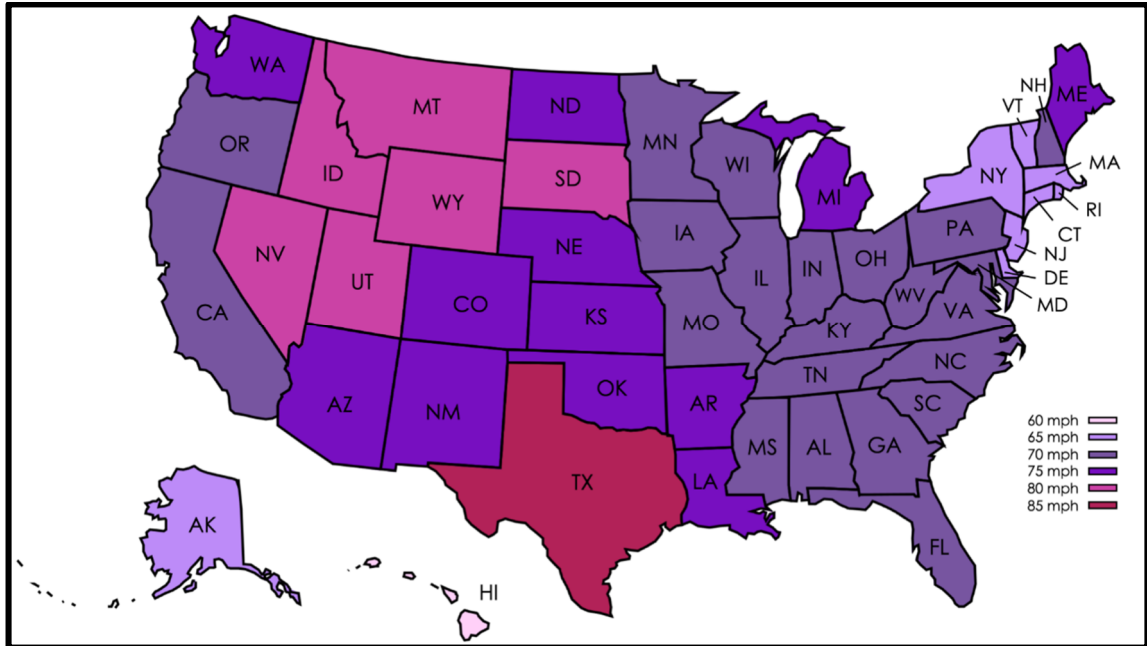 WA
MT
ND
MN
OR
ID
SD
WI
MI
NH
ME
VT
NY
MA
RI
CT
NJ
DE
MD
WY
NE
IA
PA
NV
UT
CO
KS
MO
IL
IN
OH
WV
VA
CA
KY
NC
TN
SC
AZ
NM
OK
AR
MS
AL
GA
TX
LA
FL
AK
HI
60 mph
65 mph
70 mph
75 mph
80 mph
85 mph